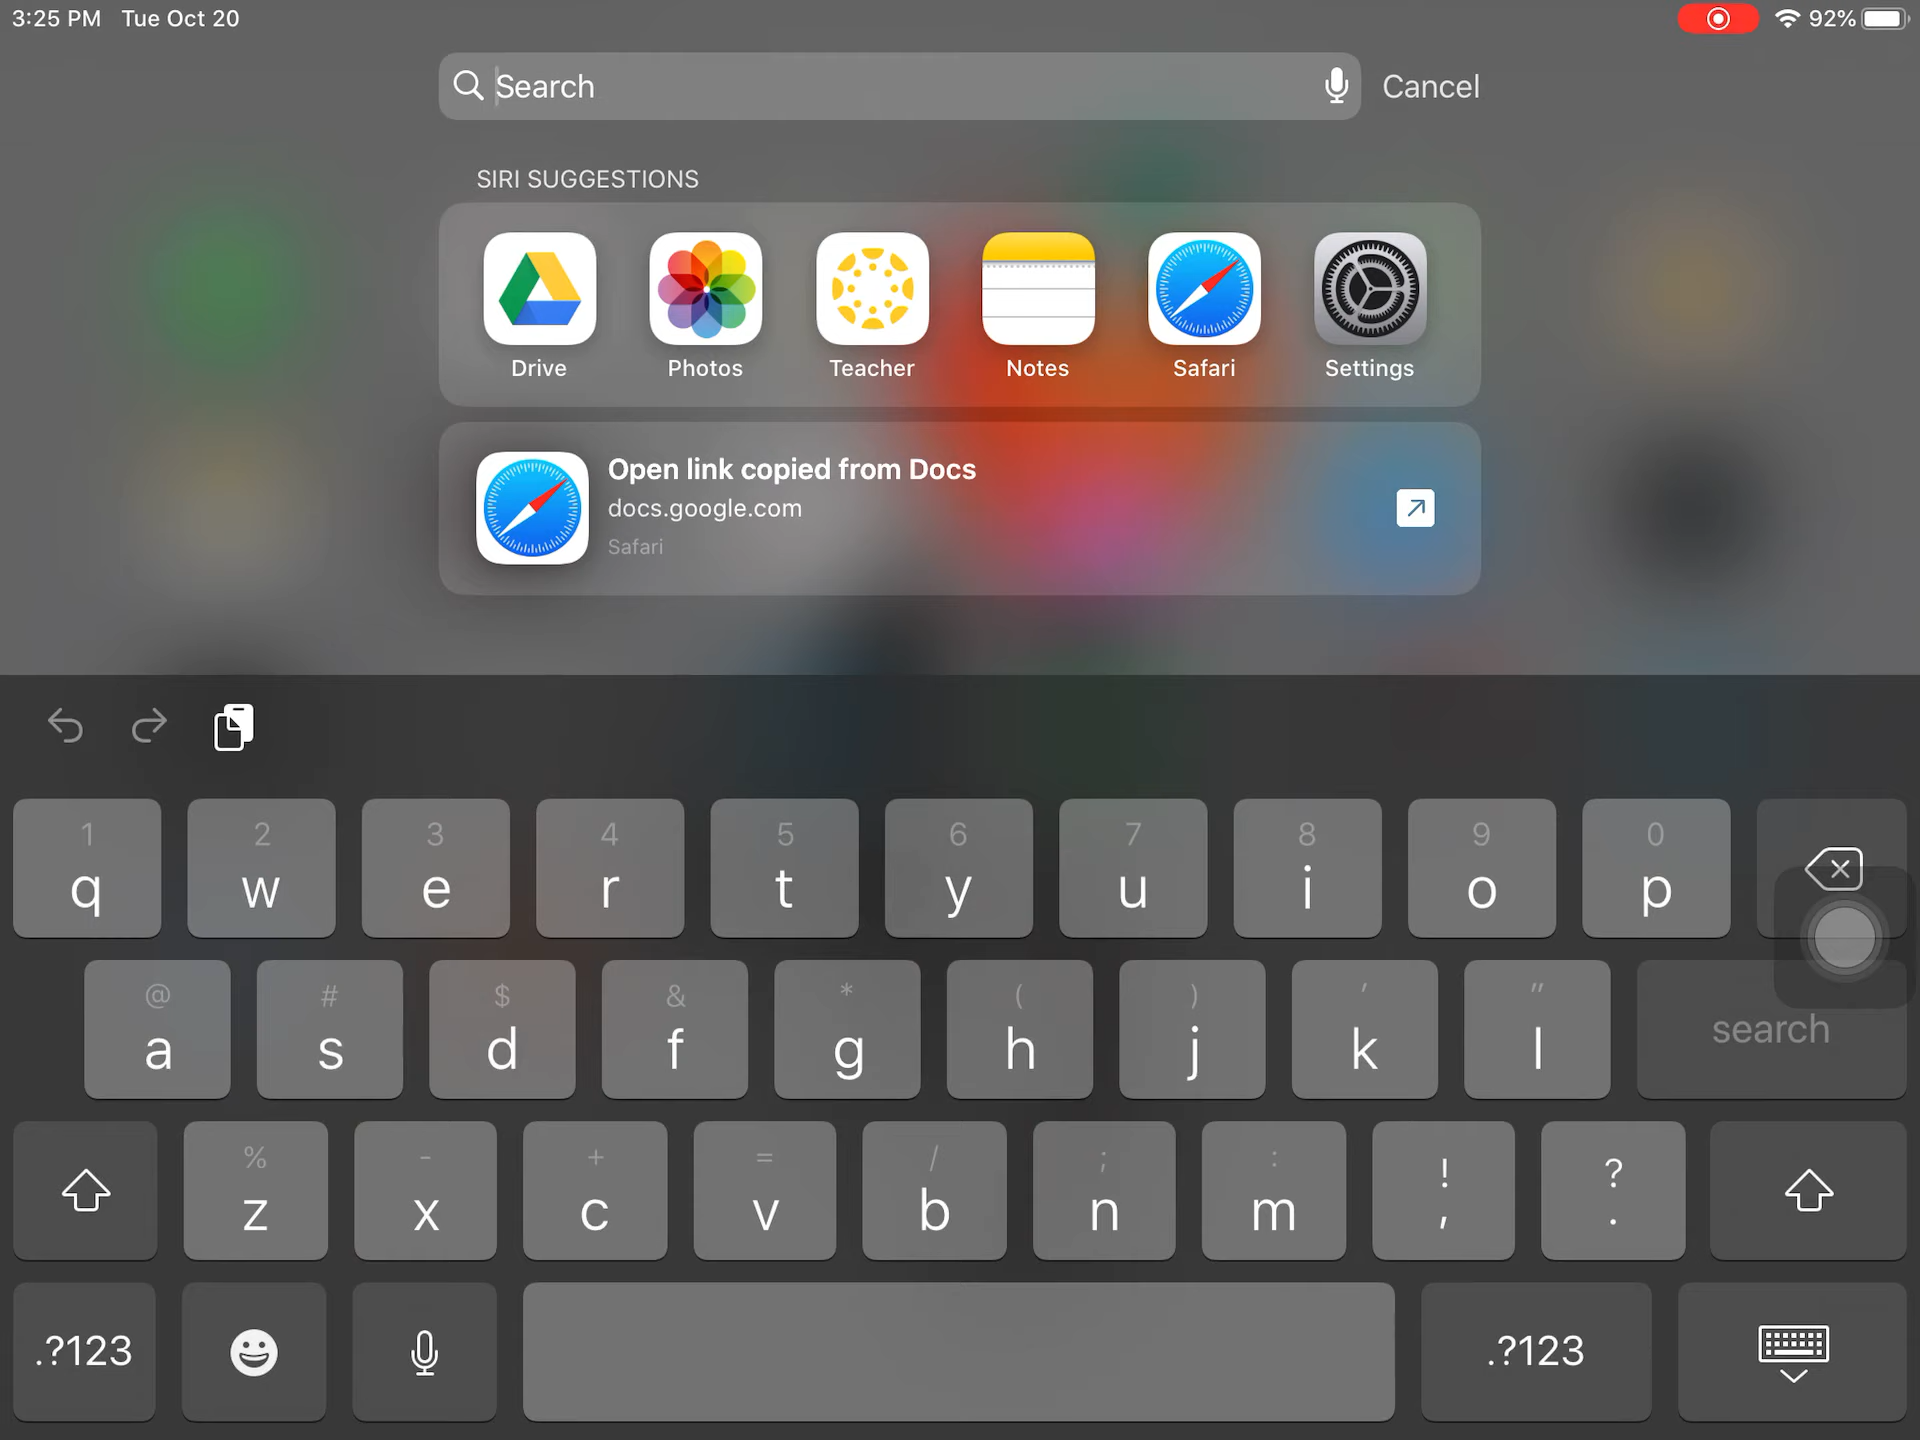 3:25 PM Tue Oct 20
92%
Search
Cancel
SIRI SUGGESTIONS
Drive Photos Teacher Notes Safari Settings
Open link copied from Docs
docs.google.com
Safari
1 2 3 4 5 6 7 8 9 0
q w e r t y u i o p
@ # $ & * ( ) ' "
a s d f g h j k l search
% - + = / ; : ! ?
z x c v b n m , .
.?123 .?123